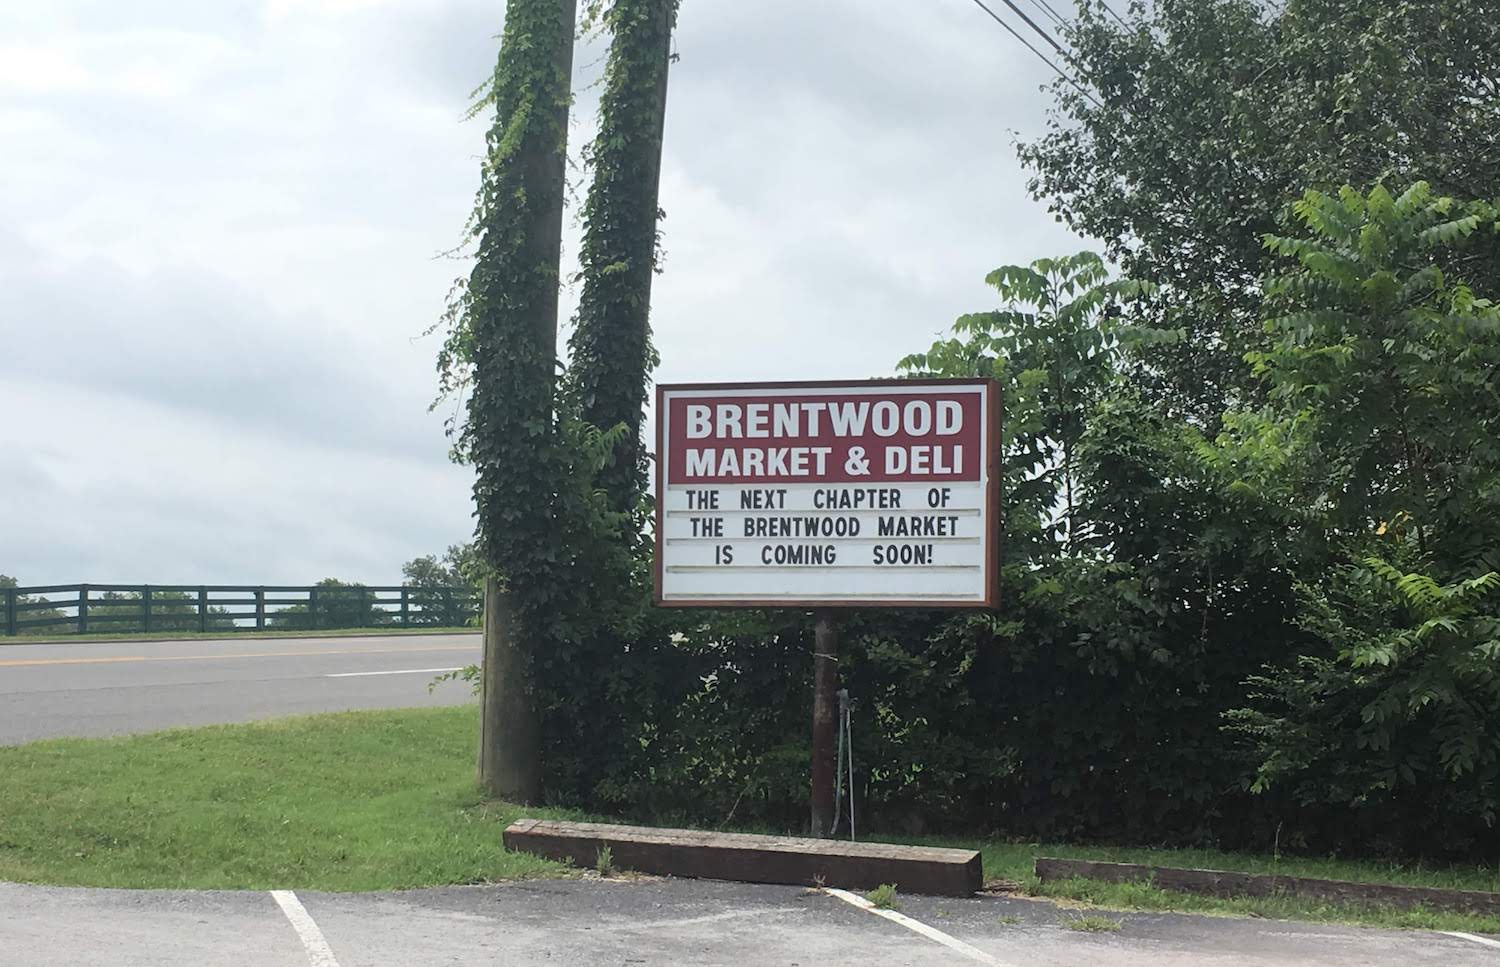 BRENTWOOD
MARKET & DELI
THE NEXT CHAPTER OF
THE BRENTWOOD MARKET
IS COMING SOON!